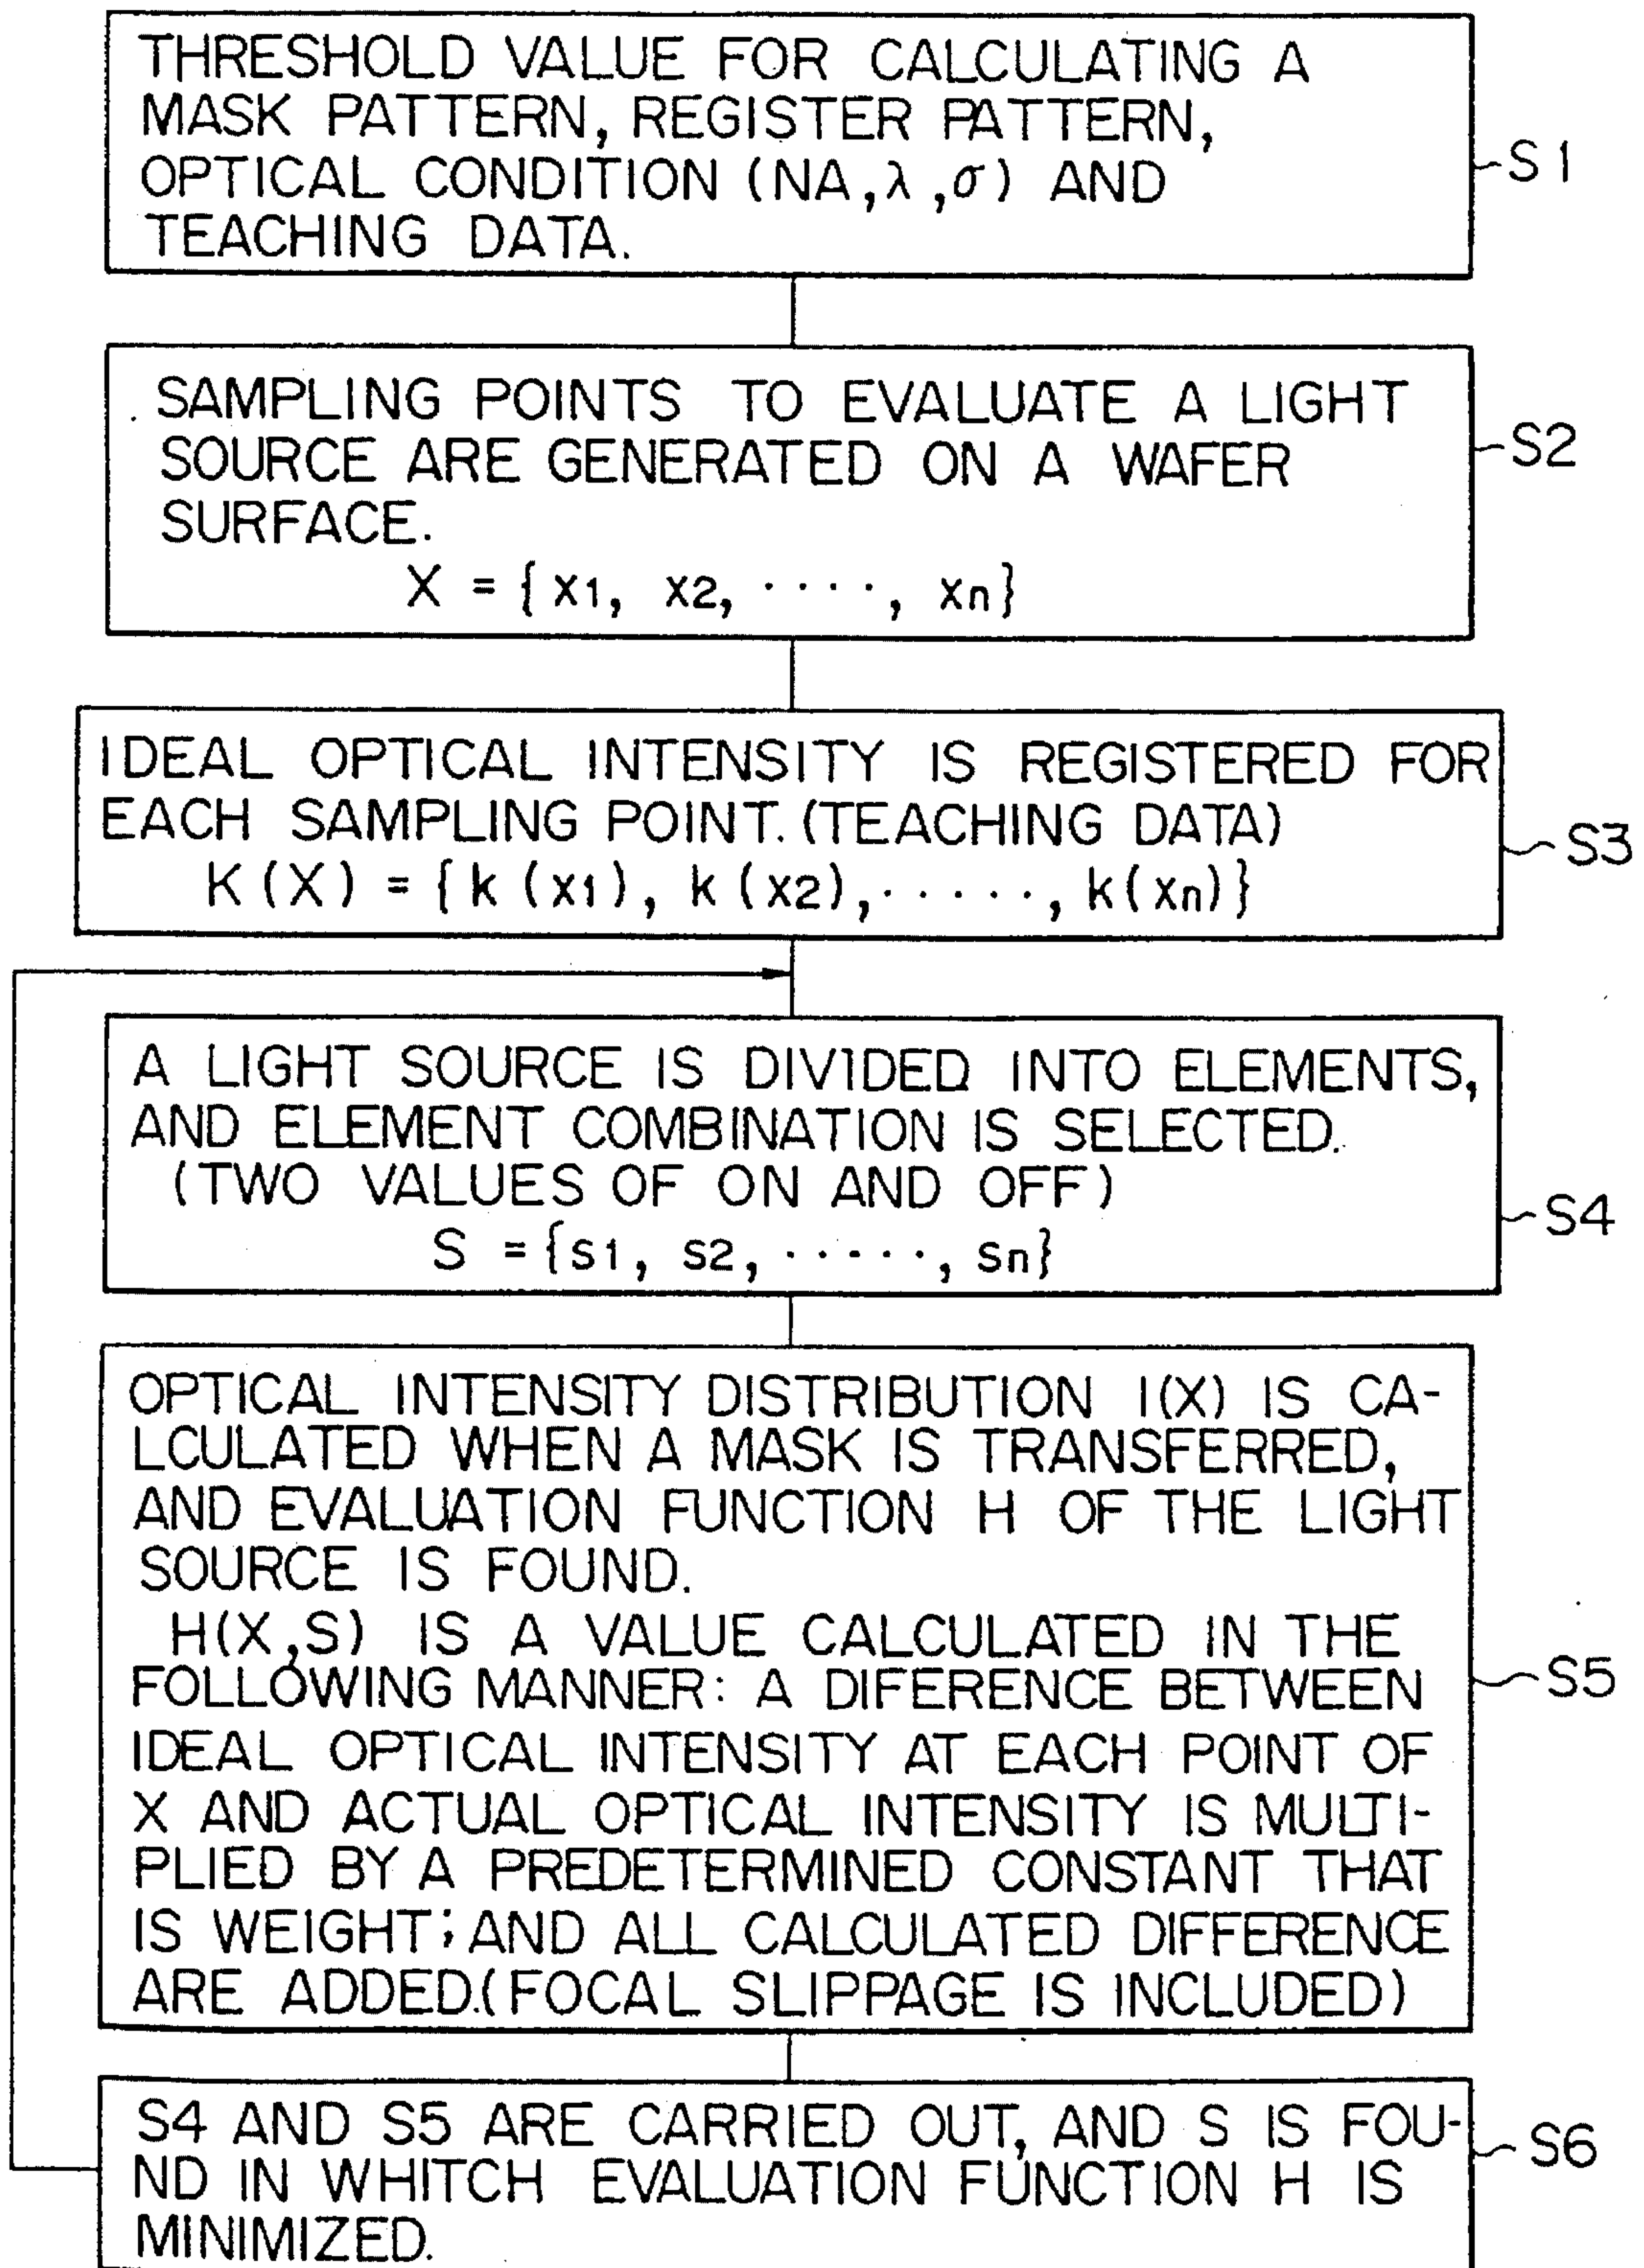 THRESHOLD VALUE FOR CALCULATING A
MASK PATTERN, REGISTER PATTERN,
OPTICAL CONDITION (NA, λ, σ) AND
TEACHING DATA.
S1
SAMPLING POINTS TO EVALUATE A LIGHT
SOURCE ARE GENERATED ON A WAFER
SURFACE.
X = {x1, x2, ····, xn}
S2
IDEAL OPTICAL INTENSITY IS REGISTERED FOR
EACH SAMPLING POINT. (TEACHING DATA)
K(X) = {k(x1), k(x2),·····, k(xn)}
S3
A LIGHT SOURCE IS DIVIDED INTO ELEMENTS,
AND ELEMENT COMBINATION IS SELECTED.
(TWO VALUES OF ON AND OFF)
S = {s1, s2, ·····, sn}
S4
OPTICAL INTENSITY DISTRIBUTION I(X) IS CA-
LCULATED WHEN A MASK IS TRANSFERRED,
AND EVALUATION FUNCTION H OF THE LIGHT
SOURCE IS FOUND.
H(X,S) IS A VALUE CALCULATED IN THE
FOLLOWING MANNER: A DIFERENCE BETWEEN
IDEAL OPTICAL INTENSITY AT EACH POINT OF
X AND ACTUAL OPTICAL INTENSITY IS MULTI-
PLIED BY A PREDETERMINED CONSTANT THAT
IS WEIGHT; AND ALL CALCULATED DIFFERENCE
ARE ADDED.(FOCAL SLIPPAGE IS INCLUDED)
S5
S4 AND S5 ARE CARRIED OUT, AND S IS FOU-
ND IN WHITCH EVALUATION FUNCTION H IS
MINIMIZED.
S6